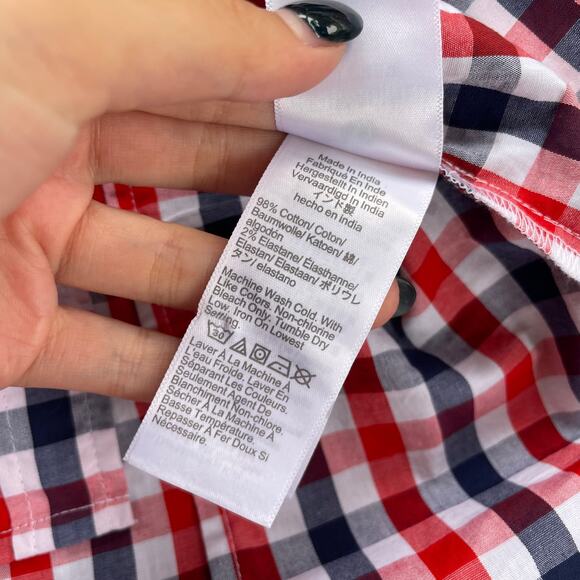 Made In India
Fabriqué En Inde
Hergestellt In Indien
Vervaardigd In India
インド製
hecho en India
98% Cotton/ Coton/
Baumwolle/ Katoen/ 綿/
algodón
2% Elastane/ Élasthanne/
Elastan/ Elastaan/ ポリウレ
タン/ elastano
Machine Wash Cold. With
like Colors. Non-chlorine
Bleach Only. Tumble Dry
Low. Iron On Lowest
Setting.
30
Laver À La Machine À
L'eau Froide. Laver En
Séparant Les Couleurs.
Seulement Agent De
Blanchiment Non-chlore.
Sécher À La Machine À
Basse Température.
Repasser À Fer Doux Si
Nécessaire.